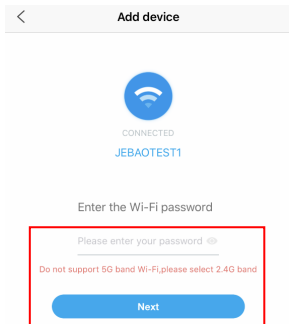 Add device
CONNECTED
JEBAOTEST1
Enter the Wi-Fi password
Please enter your password
Do not support 5G band Wi-Fi,please select 2.4G band
Next